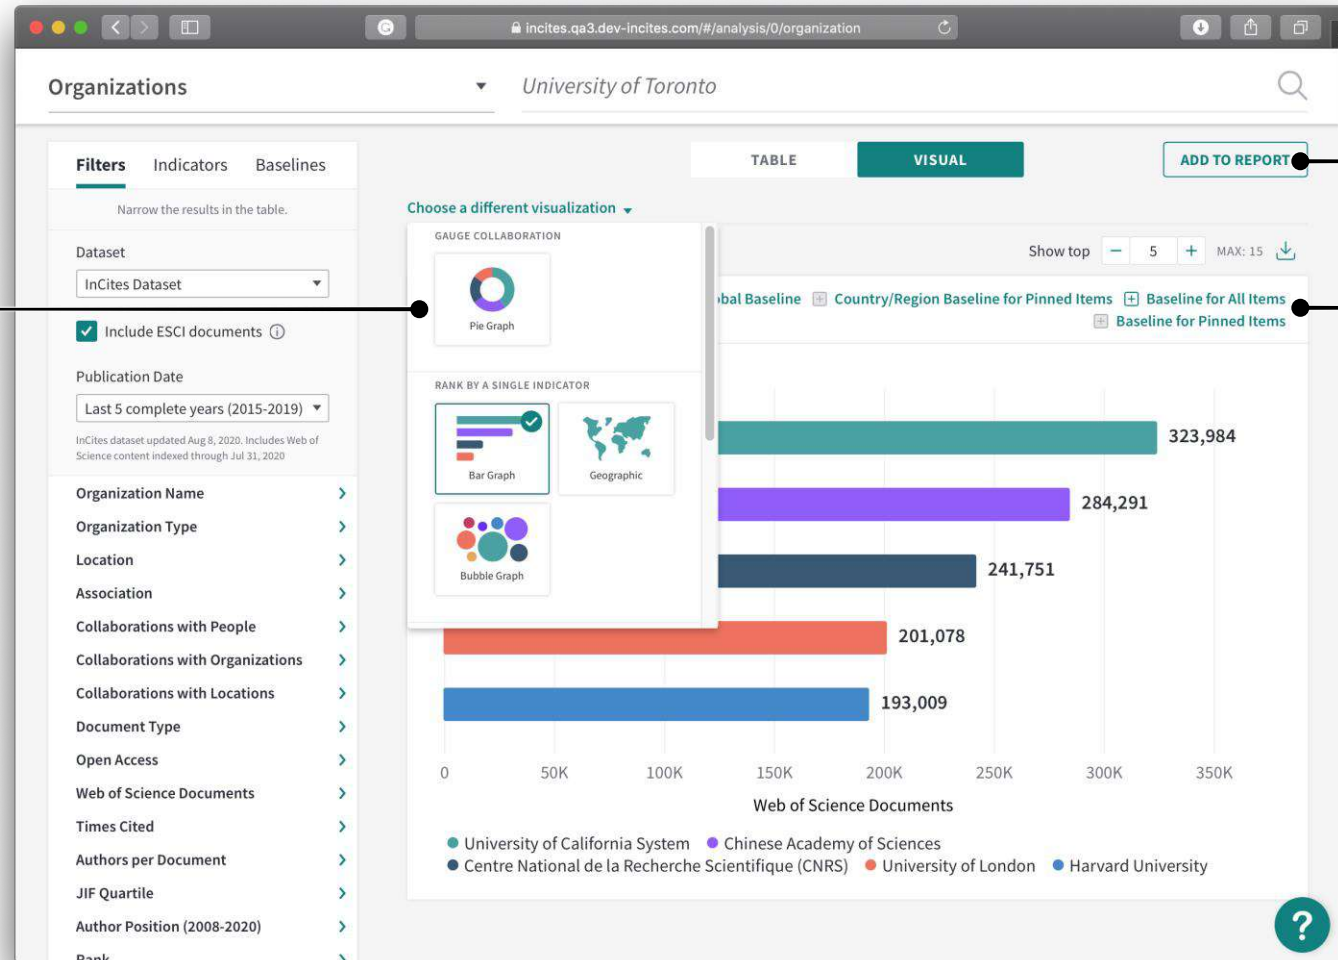 incites.qa3.dev-incites.com/#/analysis/0/organization
Organizations
University of Toronto
Filters Indicators Baselines
Narrow the results in the table.
Dataset
InCites Dataset
Include ESCI documents
Publication Date
Last 5 complete years (2015-2019)
InCites dataset updated Aug 8, 2020. Includes Web of
Science content indexed through Jul 31, 2020
Organization Name
Organization Type
Location
Association
Collaborations with People
Collaborations with Organizations
Collaborations with Locations
Document Type
Open Access
Web of Science Documents
Times Cited
Authors per Document
JIF Quartile
Author Position (2008-2020)
Rank
TABLE VISUAL
ADD TO REPORT
Choose a different visualization
GAUGE COLLABORATION
Pie Graph
RANK BY A SINGLE INDICATOR
Bar Graph Geographic
Bubble Graph
Show top − 5 + MAX: 15
Baseline Country/Region Baseline for Pinned Items Baseline for All Items
Baseline for Pinned Items
323,984
284,291
241,751
201,078
193,009
0 50K 100K 150K 200K 250K 300K 350K
Web of Science Documents
University of California System Chinese Academy of Sciences
Centre National de la Recherche Scientifique (CNRS) University of London Harvard University
?